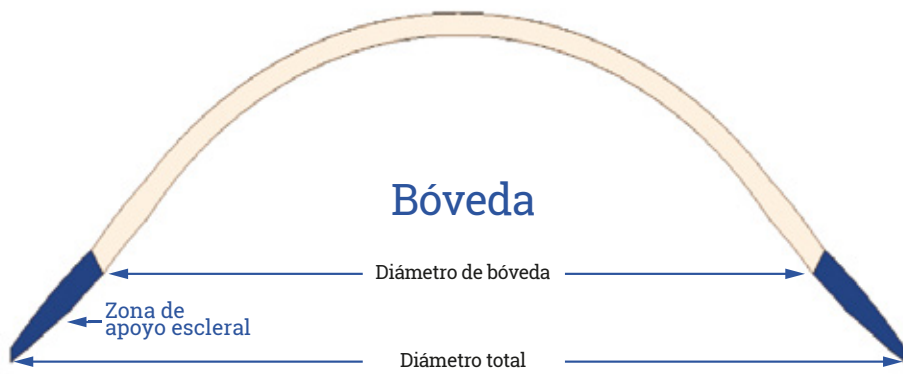 Bóveda
Diámetro de bóveda
Zona de
apoyo escleral
Diámetro total